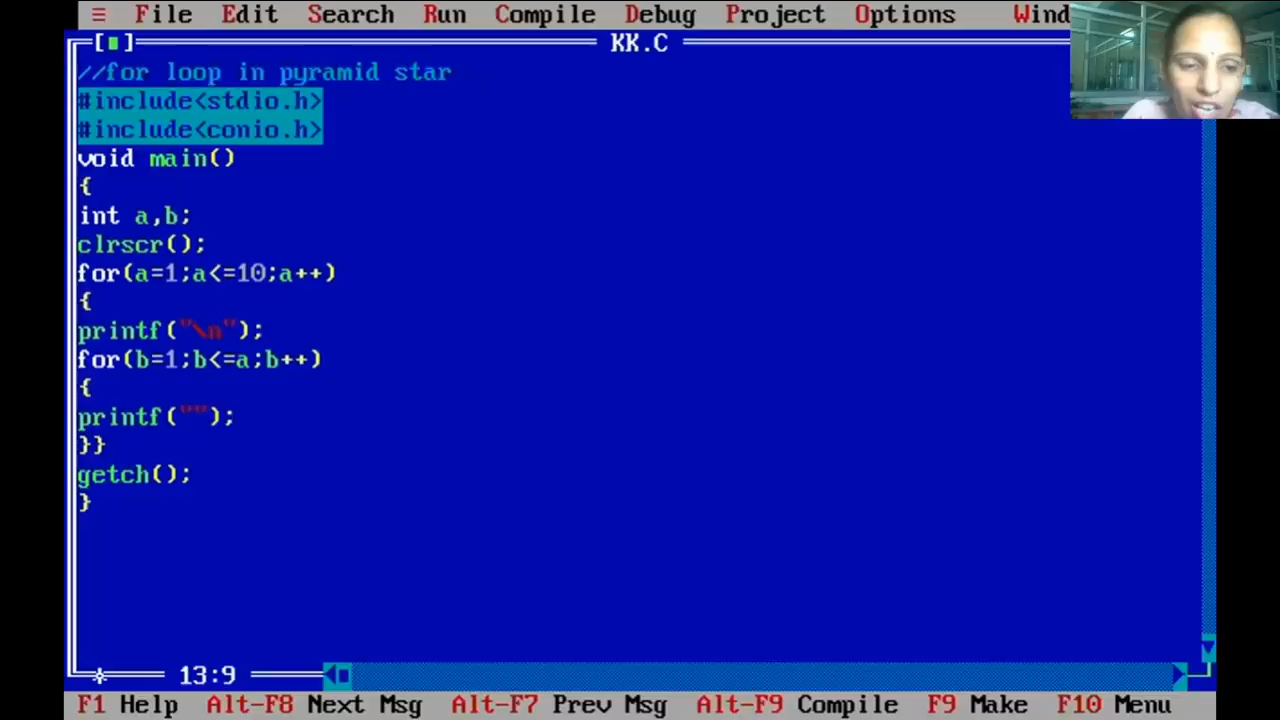 ≡ File Edit Search Run Compile Debug Project Options Wind
[■] KK.C
//for loop in pyramid star
#include<stdio.h>
#include<conio.h>
void main()
{
int a,b;
clrscr();
for(a=1;a<=10;a++)
{
printf("\n");
for(b=1;b<=a;b++)
{
printf("");
}}
getch();
}
13:9
F1 Help Alt-F8 Next Msg Alt-F7 Prev Msg Alt-F9 Compile F9 Make F10 Menu